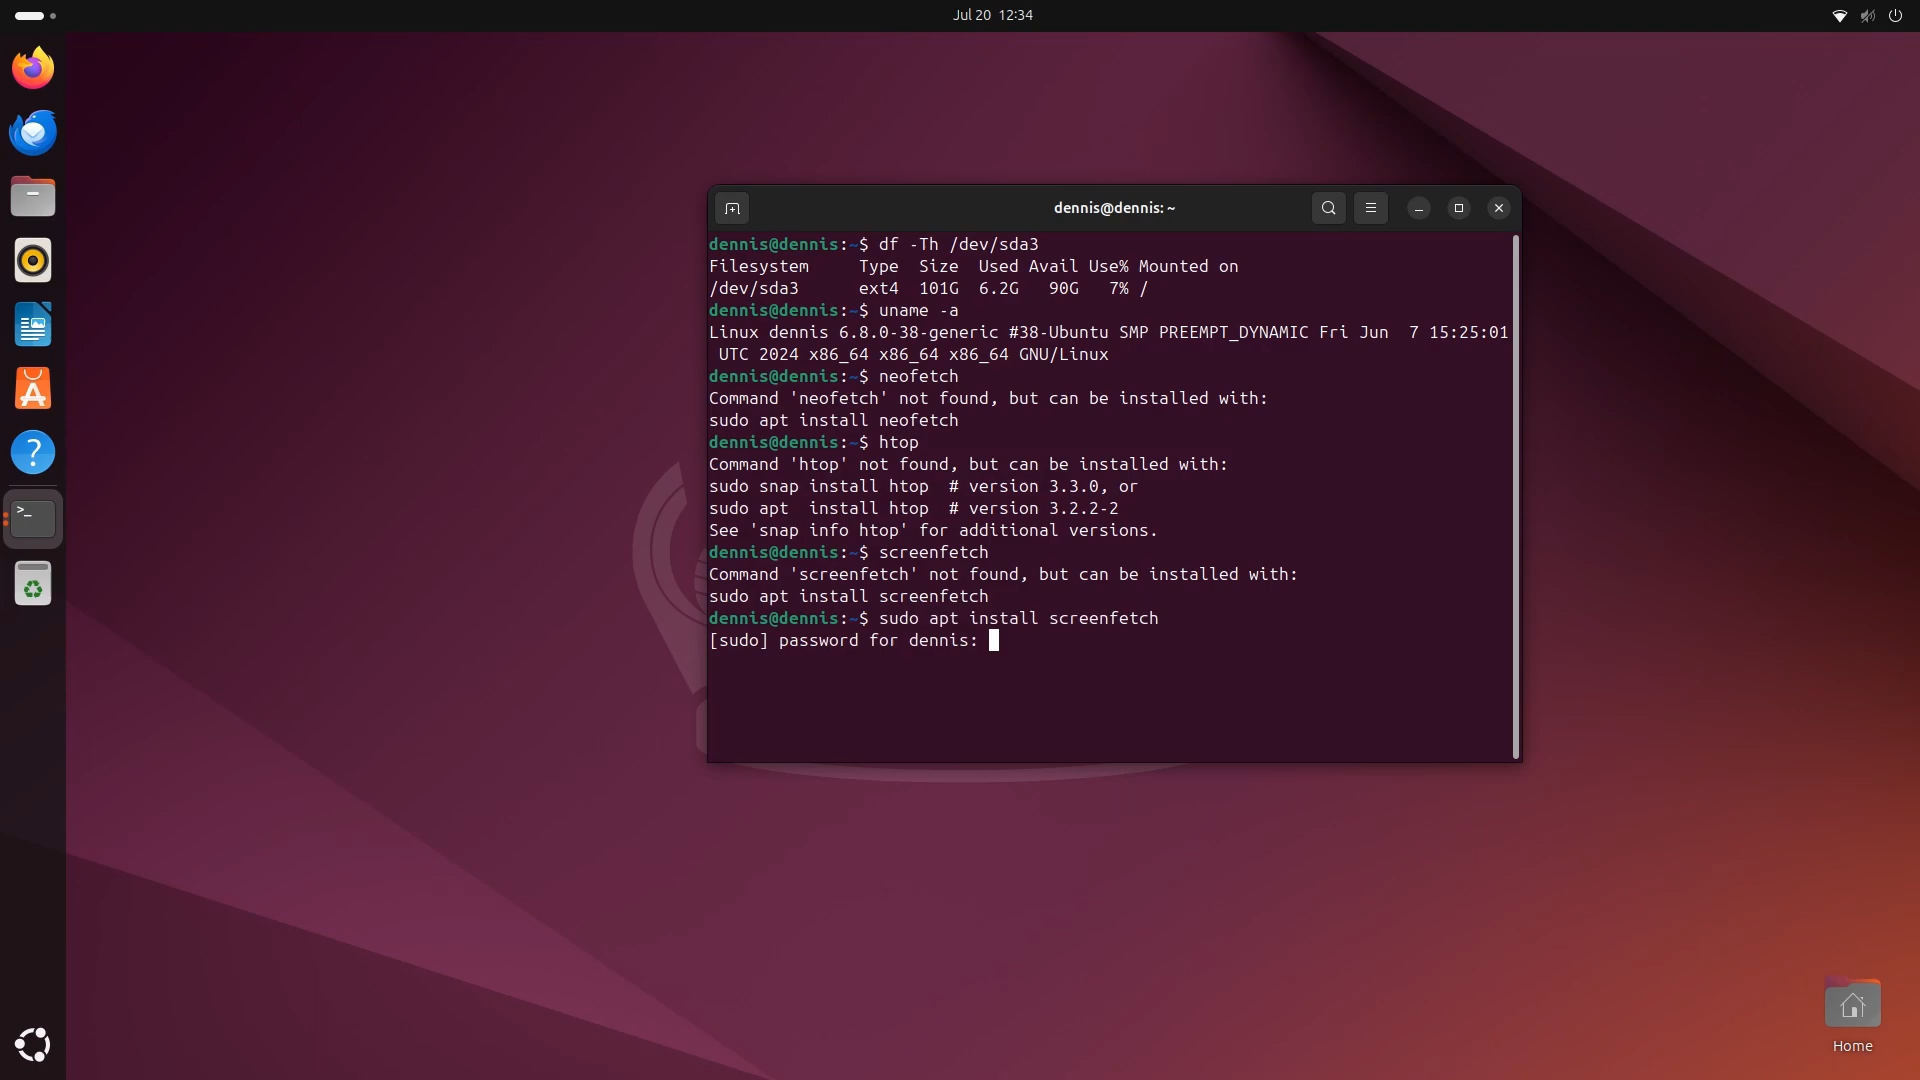 Jul 20 12:34
dennis@dennis: ~
dennis@dennis:~$ df -Th /dev/sda3
Filesystem     Type  Size  Used Avail Use% Mounted on
/dev/sda3      ext4  101G  6.2G   90G   7% /
dennis@dennis:~$ uname -a
Linux dennis 6.8.0-38-generic #38-Ubuntu SMP PREEMPT_DYNAMIC Fri Jun  7 15:25:01
 UTC 2024 x86_64 x86_64 x86_64 GNU/Linux
dennis@dennis:~$ neofetch
Command 'neofetch' not found, but can be installed with:
sudo apt install neofetch
dennis@dennis:~$ htop
Command 'htop' not found, but can be installed with:
sudo snap install htop  # version 3.3.0, or
sudo apt  install htop  # version 3.2.2-2
See 'snap info htop' for additional versions.
dennis@dennis:~$ screenfetch
Command 'screenfetch' not found, but can be installed with:
sudo apt install screenfetch
dennis@dennis:~$ sudo apt install screenfetch
[sudo] password for dennis:
Home